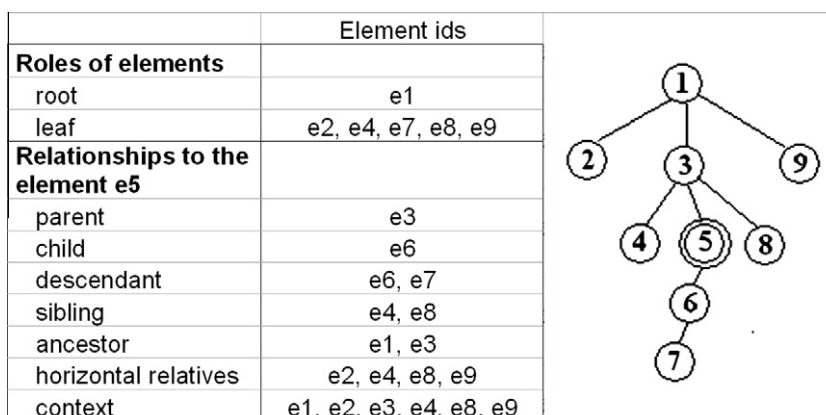 Element ids
Roles of elements
root e1
leaf e2, e4, e7, e8, e9
Relationships to the
element e5
parent e3
child e6
descendant e6, e7
sibling e4, e8
ancestor e1, e3
horizontal relatives e2, e4, e8, e9
context e1, e2, e3, e4, e8, e9
1
2 3 9
4 5 8
6
7